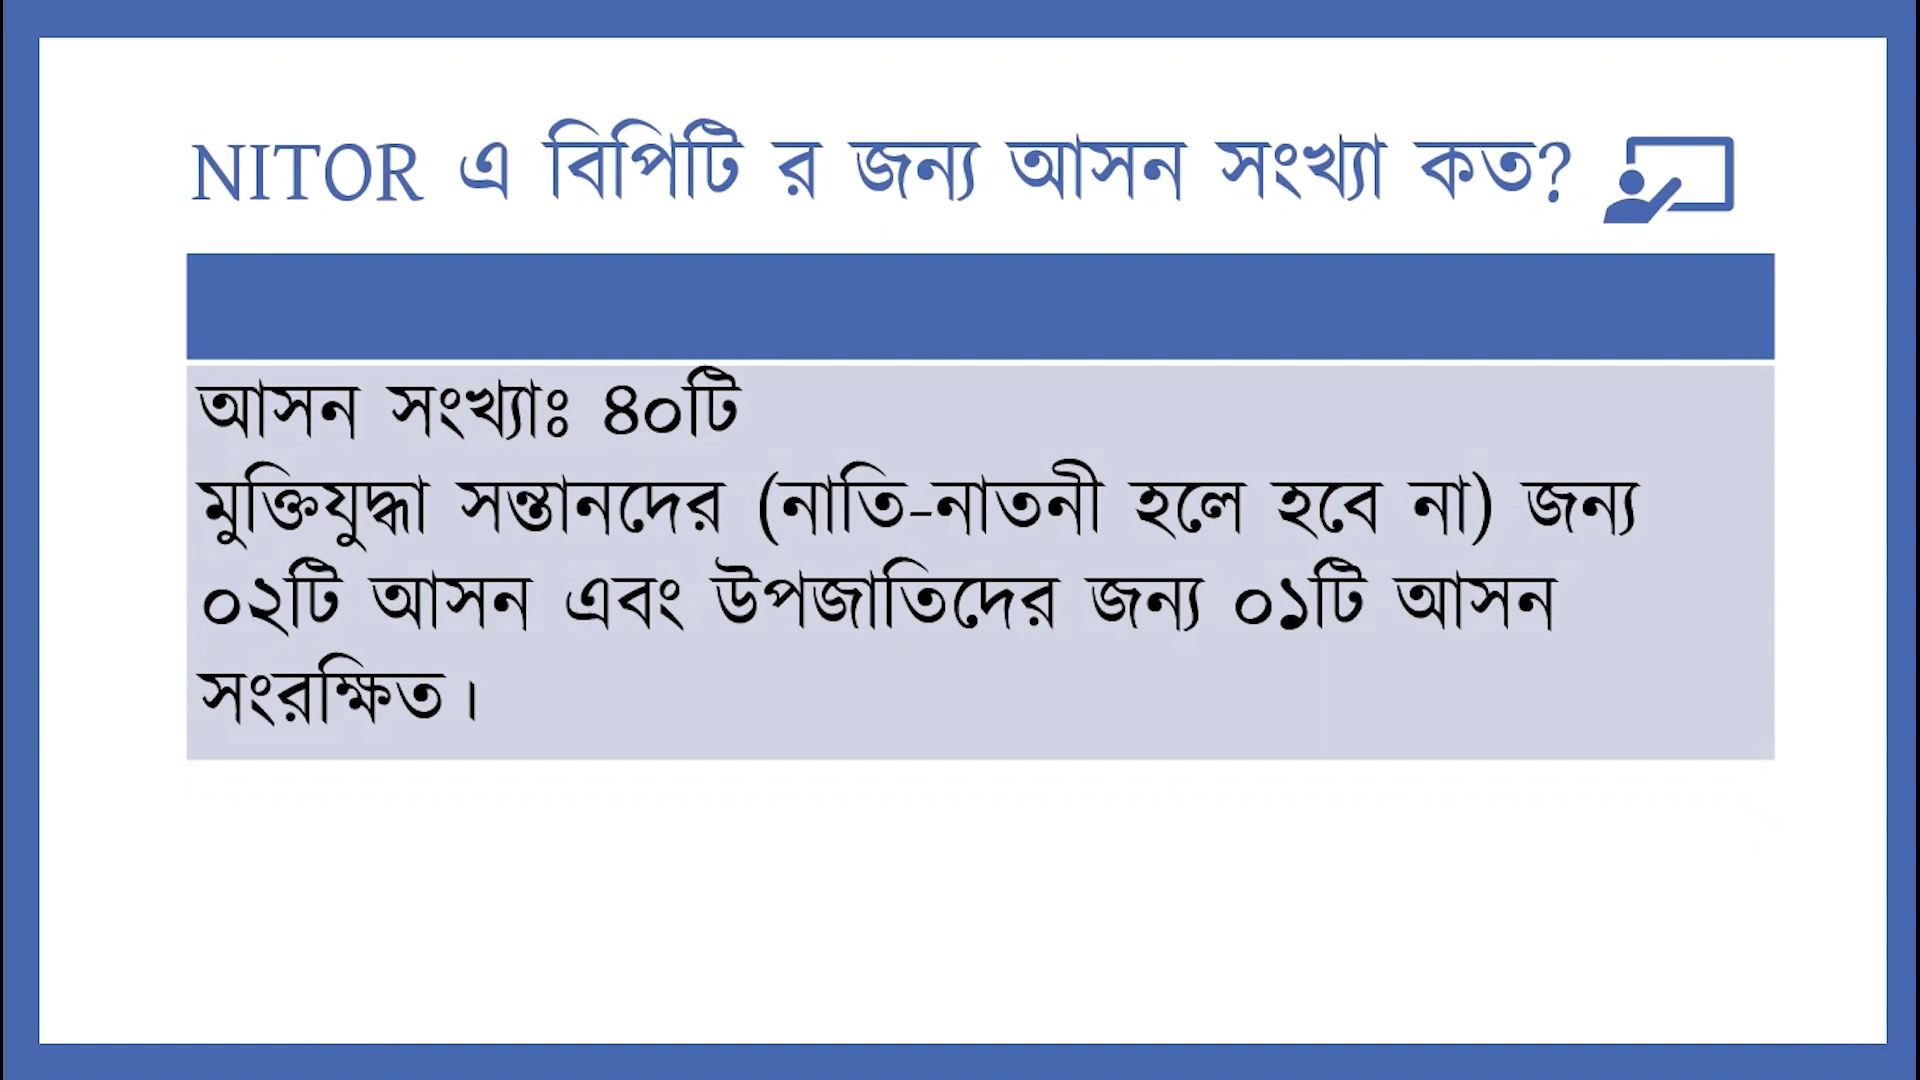 NITOR এ বিপিটি র জন্য আসন সংখ্যা কত?
আসন সংখ্যাঃ ৪০টি
মুক্তিযুদ্ধা সন্তানদের (নাতি-নাতনী হলে হবে না) জন্য
০২টি আসন এবং উপজাতিদের জন্য ০১টি আসন
সংরক্ষিত।